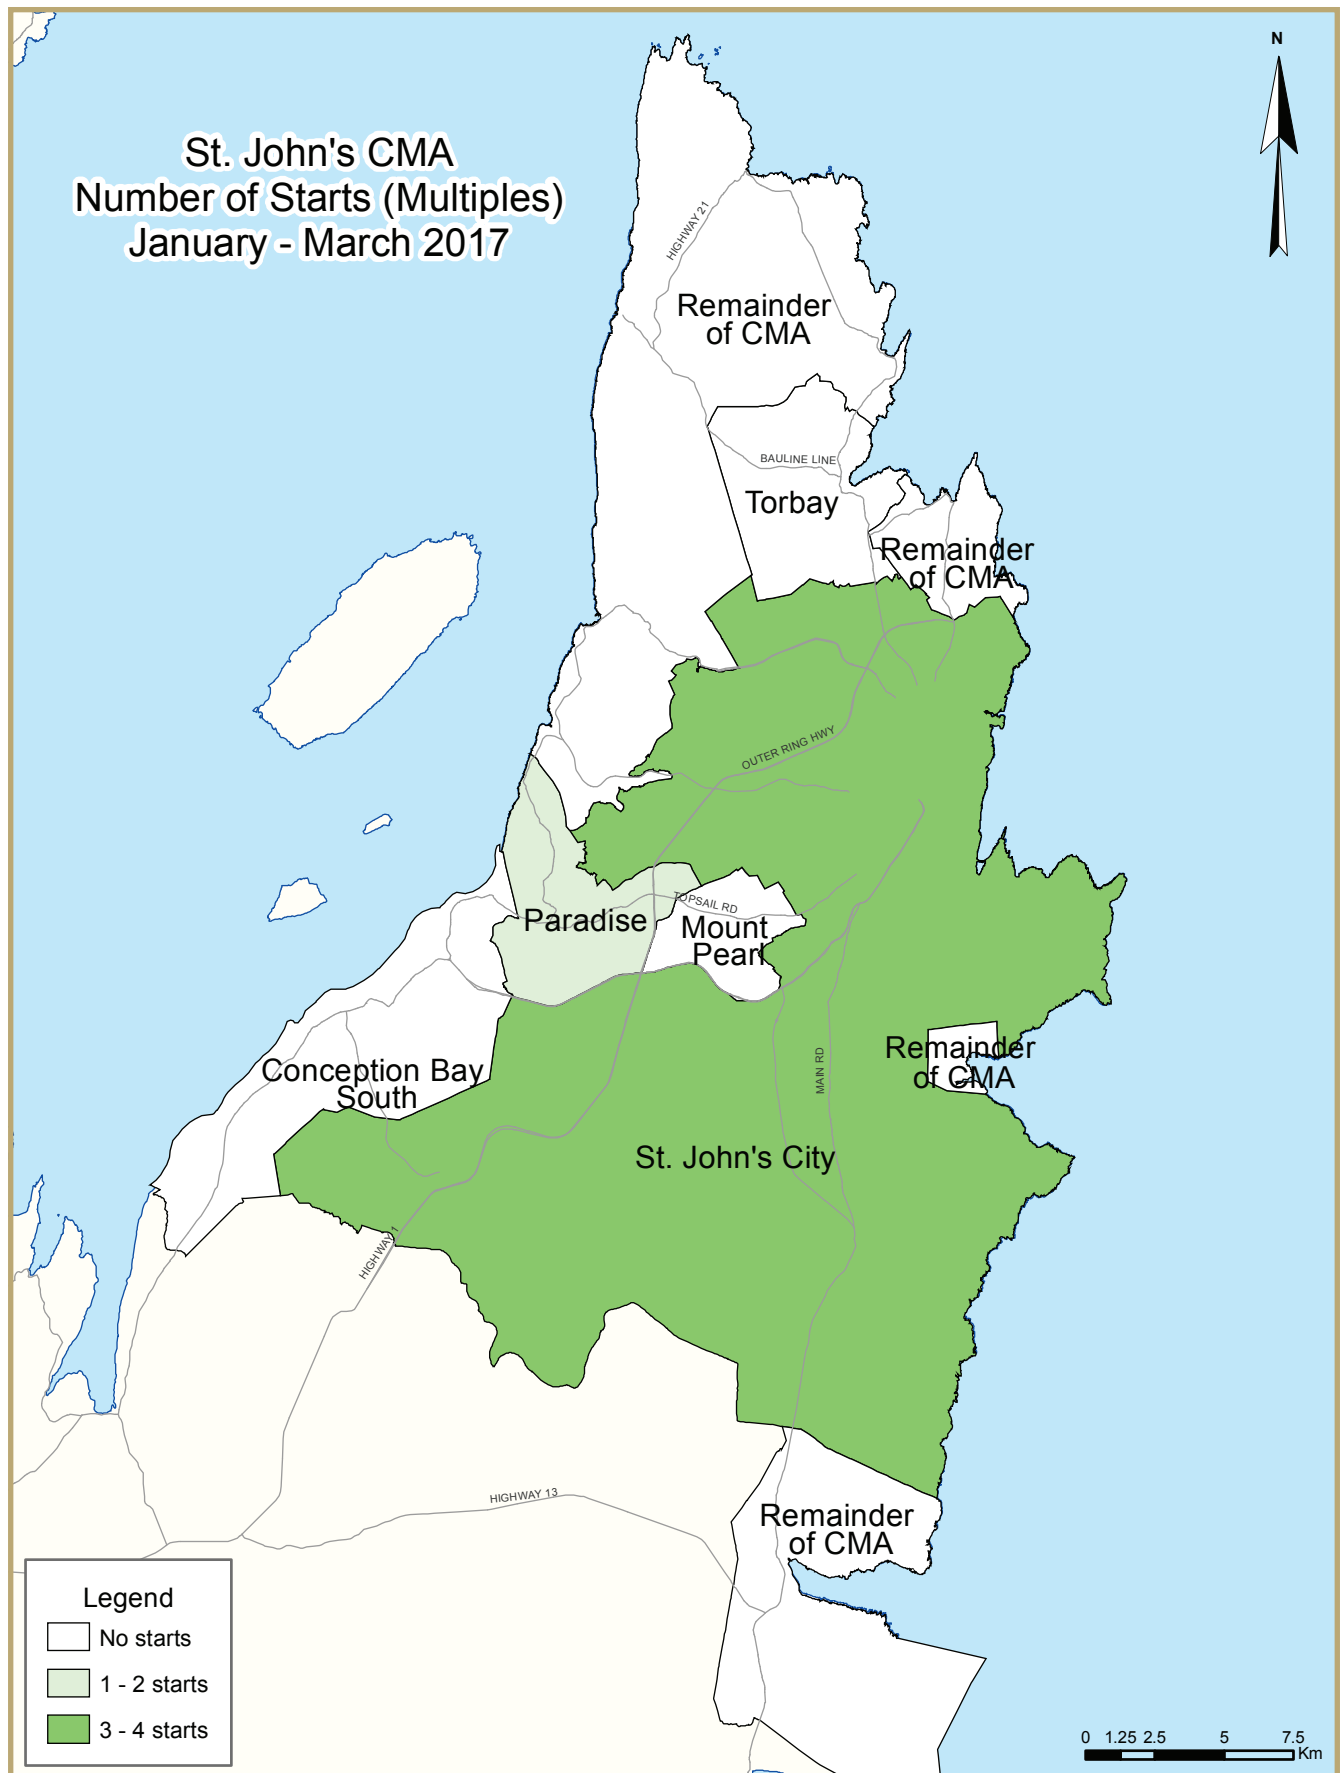 St. John's CMA
Number of Starts (Multiples)
January - March 2017
N
HIGHWAY 21
Remainder
of CMA
BAULINE LINE
Torbay
Remainder
of CMA
OUTER RING HWY
TOPSAIL RD
Paradise
Mount
Pearl
Remainder
of CMA
MAIN RD
Conception Bay
South
St. John's City
HIGHWAY 1
HIGHWAY 13
Remainder
of CMA
Legend
No starts
1 - 2 starts
3 - 4 starts
0 1.25 2.5 5 7.5
Km